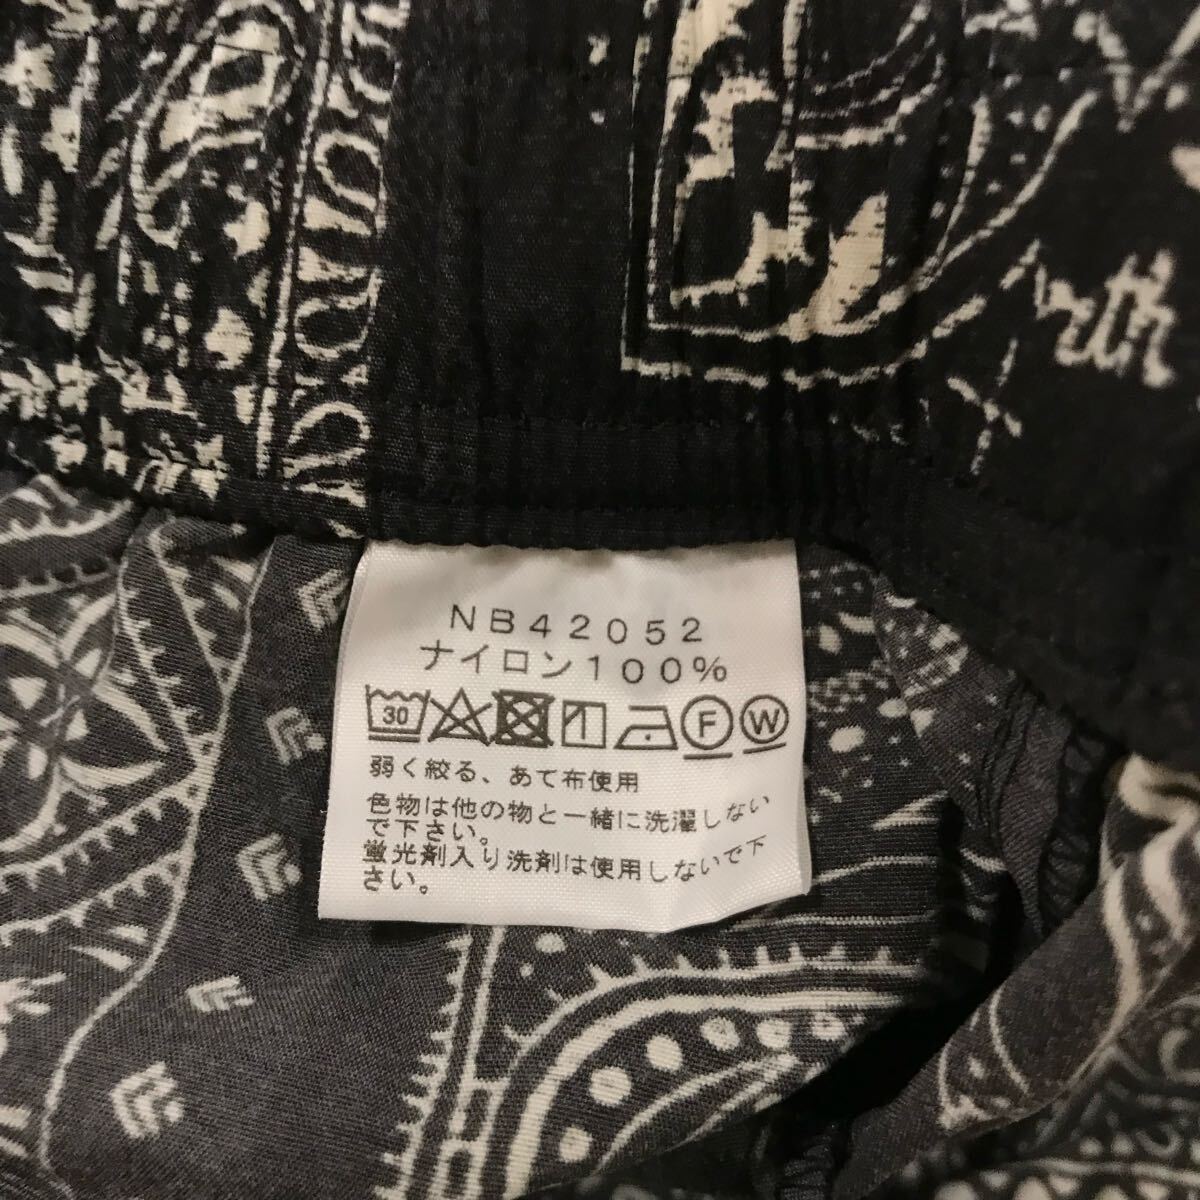 NB42052
ナイロン100%
30 F W
弱く絞る、あて布使用
色物は他の物と一緒に洗濯しない
で下さい。
蛍光剤入り洗剤は使用しないで下
さい。